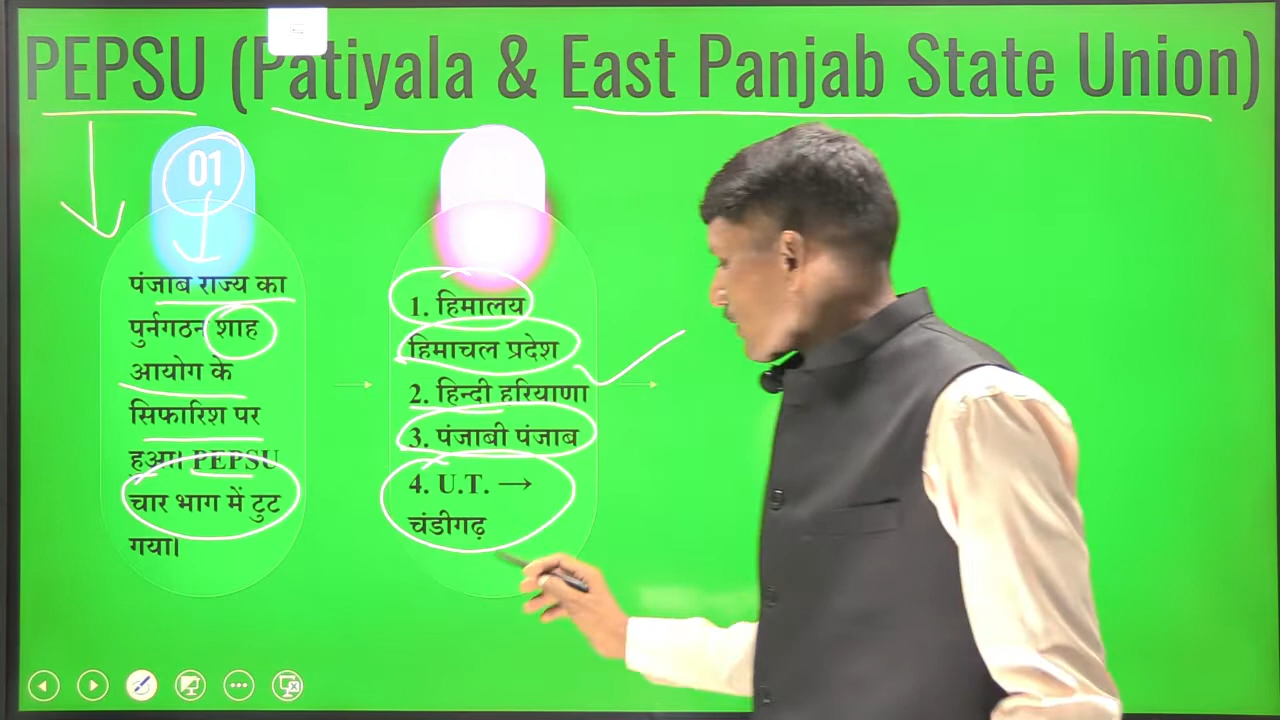 PEPSU (Patiyala & East Panjab State Union)
01
पंजाब राज्य का
पुर्नगठन शाह
आयोग के
सिफारिश पर
हुआ। PEPSU
चार भाग में टुट
गया।
1. हिमालय
हिमाचल प्रदेश
2. हिन्दी हरियाणा
3. पंजाबी पंजाब
4. U.T. →
चंडीगढ़